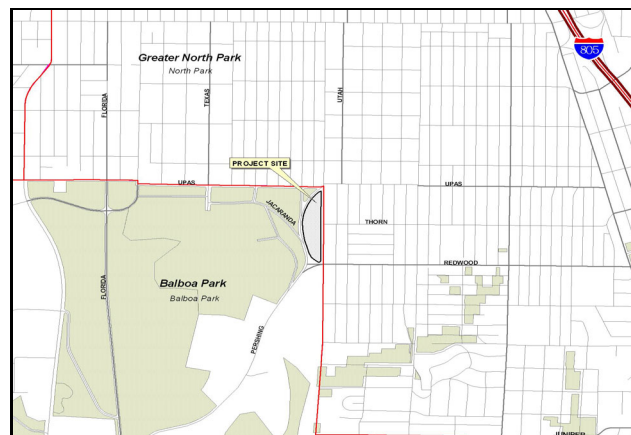 Greater North Park
North Park
805
FLORIDA
TEXAS
UTAH
PROJECT SITE
UPAS
UPAS
JACARANDA
THORN
REDWOOD
Balboa Park
Balboa Park
FLORIDA
PERSHING
JUNIPER